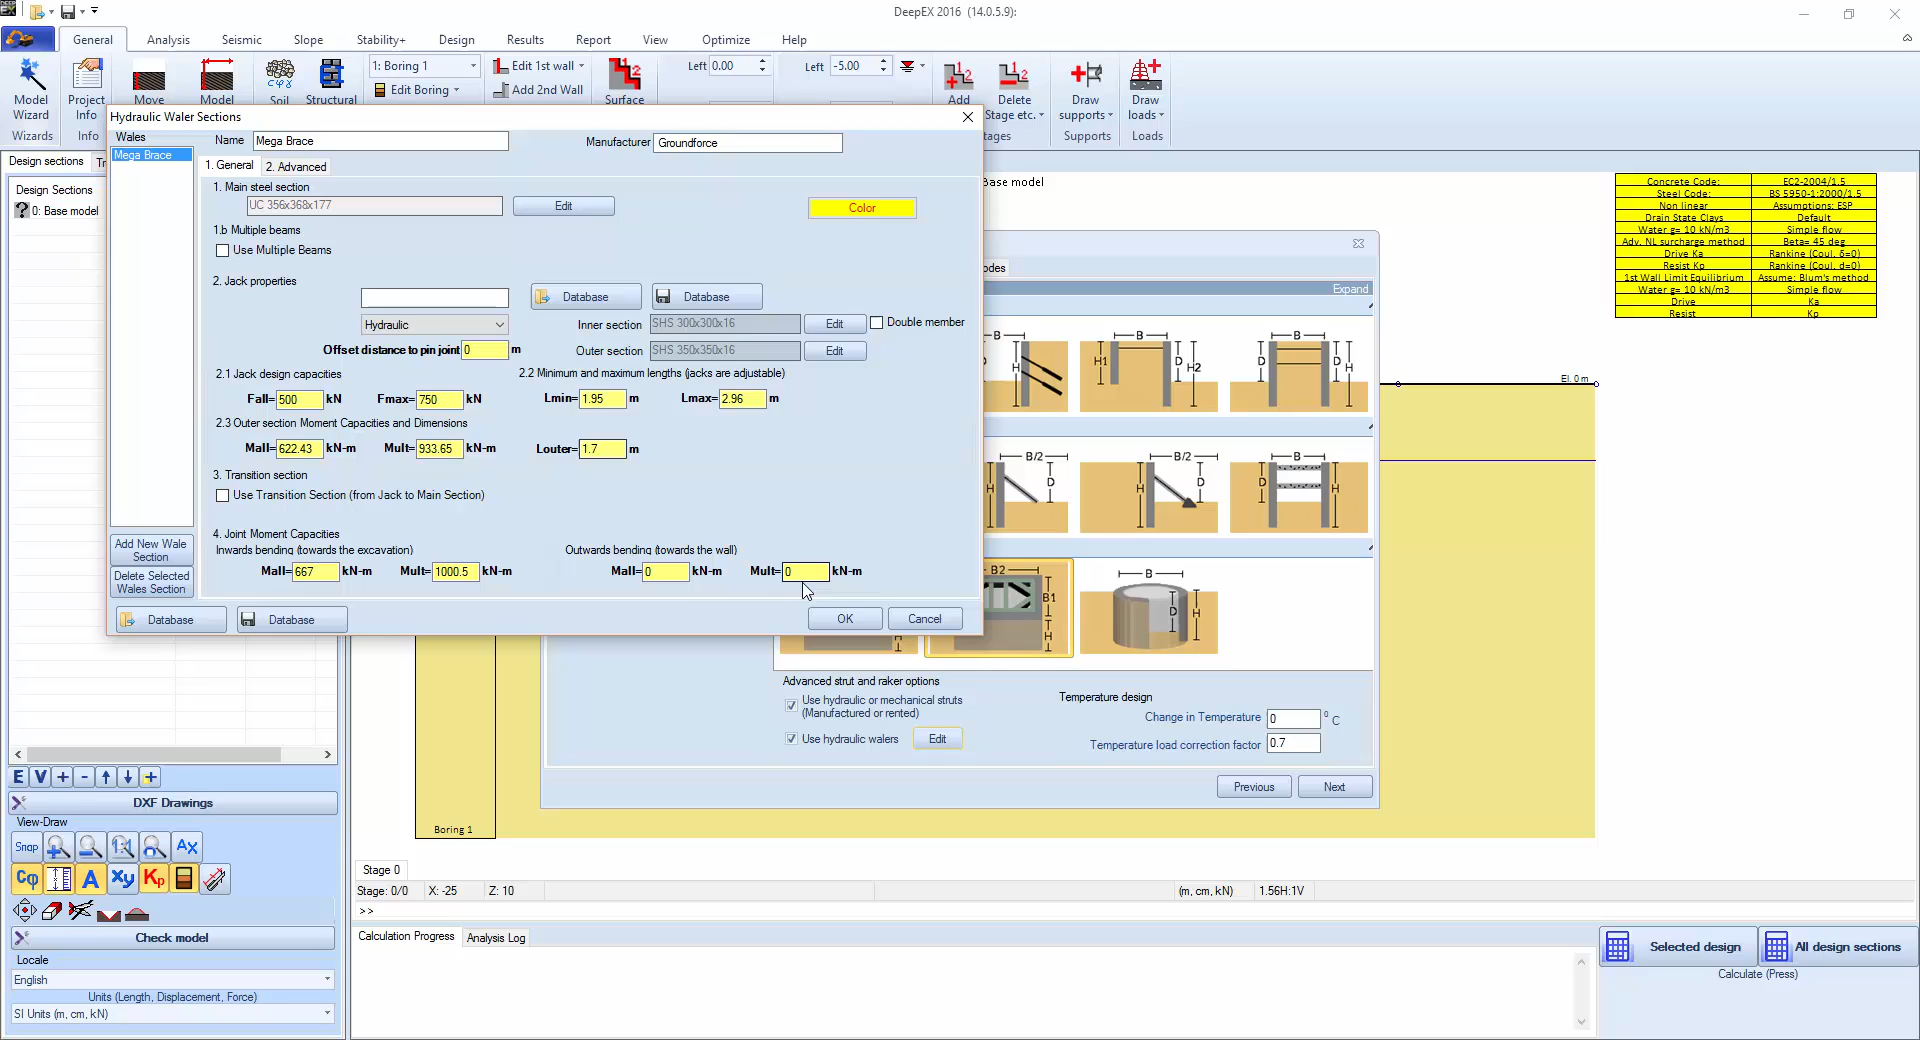 DeepEX 2016 (14.0.5.9):
General Analysis Seismic Slope Stability+ Design Results Report View Optimize Help
Model Wizard
Wizards
Project Info
Info
Move
Model
Soil
Structural
1: Boring 1
Edit Boring
Edit 1st wall
Add 2nd Wall
Surface
Left 0.00
Left -5.00
Add
Delete
Stage etc.
tages
Draw supports
Supports
Draw loads
Loads
Design sections Tr
Design Sections
0: Base model
Base model
Hydraulic Waler Sections
Wales
Mega Brace
Name Mega Brace
Manufacturer Groundforce
1. General 2. Advanced
1. Main steel section
UC 356x368x177 Edit Color
1.b Multiple beams
Use Multiple Beams
2. Jack properties
Database Database
Hydraulic
Inner section SHS 300x300x16 Edit Double member
Offset distance to pin joint 0 m
Outer section SHS 350x350x16 Edit
2.1 Jack design capacities
2.2 Minimum and maximum lengths (jacks are adjustable)
Fall= 500 kN Fmax= 750 kN Lmin= 1.95 m Lmax= 2.96 m
2.3 Outer section Moment Capacities and Dimensions
Mall= 622.43 kN-m Mult= 933.65 kN-m Louter= 1.7 m
3. Transition section
Use Transition Section (from Jack to Main Section)
4. Joint Moment Capacities
Inwards bending (towards the excavation) Outwards bending (towards the wall)
Mall= 667 kN-m Mult= 1000.5 kN-m Mall= 0 kN-m Mult= 0 kN-m
Add New Wale Section
Delete Selected Wales Section
Database Database OK Cancel
odes
Expand
B
H
B
H1
H2
B
D
H
B/2
H
D
B/2
H
D
B
D
H
B2
B1
H
B
D
H
Advanced strut and raker options
Use hydraulic or mechanical struts
(Manufactured or rented)
Use hydraulic walers Edit
Temperature design
Change in Temperature 0 0 C
Temperature load correction factor 0.7
Previous Next
Concrete Code: EC2-2004/1.5
Steel Code: BS 5950-1:2000/1.5
Non linear Assumptions: ESP
Drain State Clays Default
Water g= 10 kN/m3 Simple flow
Adv. NL surcharge method Beta= 45 deg
Drive Ka Rankine (Coul, δ=0)
Resist Kp Rankine (Coul, d=0)
1st Wall Limit Equilibrium Assume: Blum's method
Water g= 10 kN/m3 Simple flow
Drive Ka
Resist Kp
El. 0 m
Boring 1
E V + - +
DXF Drawings
View-Draw
Snap 1:1 Ax
Cφ A Xy Kp
Check model
Locale
English
Units (Length, Displacement, Force)
SI Units (m, cm, kN)
Stage 0
Stage: 0/0 X: -25 Z: 10 (m, cm, kN) 1.56H:1V
>>
Calculation Progress Analysis Log
Selected design All design sections
Calculate (Press)